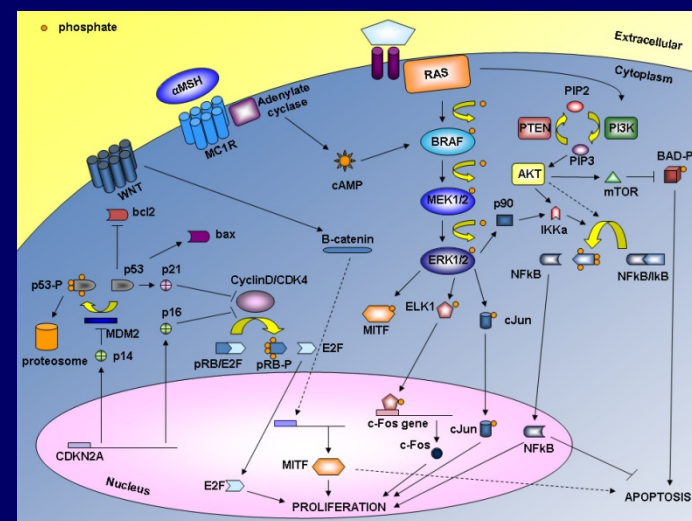 phosphate
Extracellular
Cytoplasm
αMSH
Adenylate
cyclase
MC1R
WNT
cAMP
RAS
BRAF
MEK1/2
ERK1/2
PIP2
PTEN
PI3K
PIP3
AKT
mTOR
BAD-P
p90
IKKa
NFkB
NFkB/IkB
bcl2
bax
B-catenin
p53-P
p53
p21
CyclinD/CDK4
p16
MDM2
proteosome
p14
pRB/E2F
pRB-P
E2F
MITF
ELK1
cJun
CDKN2A
Nucleus
c-Fos gene
c-Fos
cJun
NFkB
MITF
E2F
PROLIFERATION
APOPTOSIS